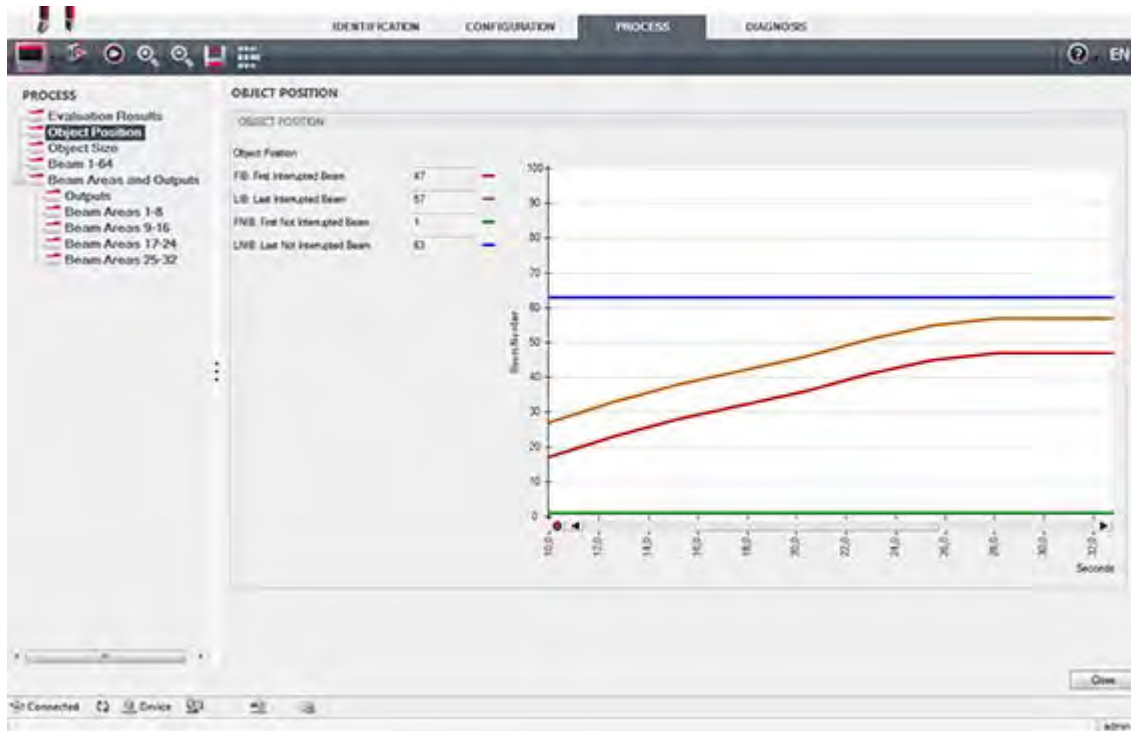 IDENTIFICATION CONFIGURATION PROCESS DIAGNOSIS
EN
PROCESS
Evaluation Results
Object Position
Object Size
Beam 1-64
Beam Areas and Outputs
Outputs
Beam Areas 1-8
Beam Areas 9-16
Beam Areas 17-24
Beam Areas 25-32
OBJECT POSITION
OBJECT POSITION
Object Position
FIB: First Interrupted Beam 47
LIB: Last Interrupted Beam 57
FNIB: First Not Interrupted Beam 1
LNIB: Last Not Interrupted Beam 63
100
90
80
70
60
50
40
30
20
10
0
Beam Number
10,0 12,0 14,0 16,0 18,0 20,0 22,0 24,0 26,0 28,0 30,0 32,0
Seconds
Close
Connected Device
admin